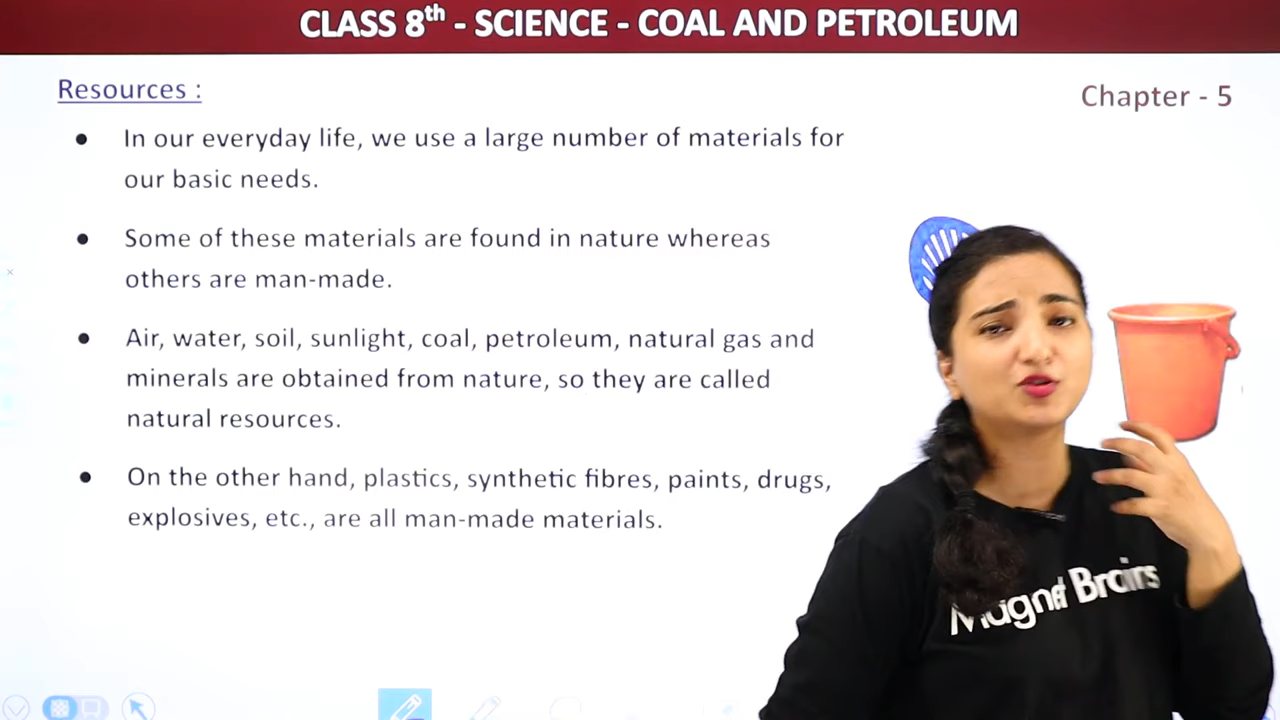 CLASS 8th - SCIENCE - COAL AND PETROLEUM
Resources :
Chapter - 5
● In our everyday life, we use a large number of materials for
our basic needs.
● Some of these materials are found in nature whereas
others are man-made.
● Air, water, soil, sunlight, coal, petroleum, natural gas and
minerals are obtained from nature, so they are called
natural resources.
● On the other hand, plastics, synthetic fibres, paints, drugs,
explosives, etc., are all man-made materials.
Magnet Brains